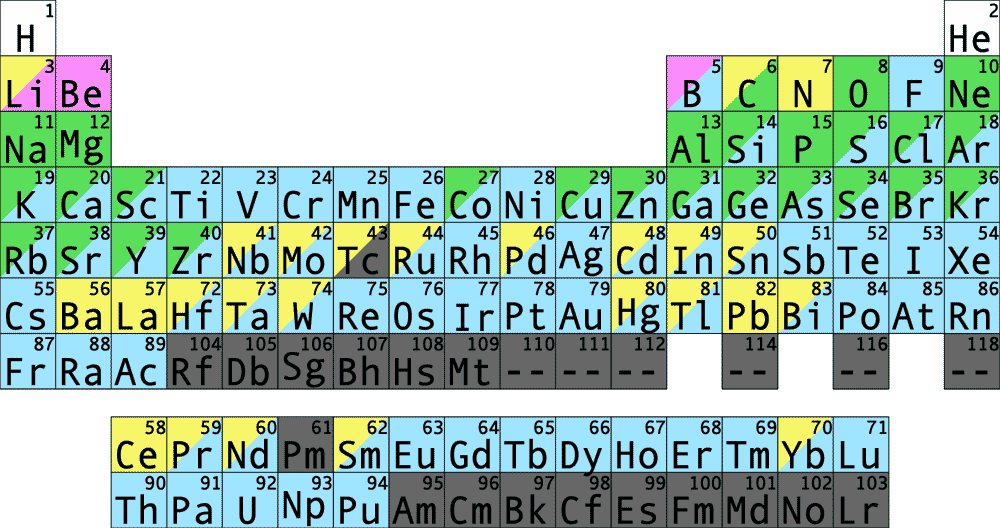 1 2
H He
3 4 5 6 7 8 9 10
Li Be B C N O F Ne
11 12 13 14 15 16 17 18
Na Mg Al Si P S Cl Ar
19 20 21 22 23 24 25 26 27 28 29 30 31 32 33 34 35 36
K Ca Sc Ti V Cr Mn Fe Co Ni Cu Zn Ga Ge As Se Br Kr
37 38 39 40 41 42 43 44 45 46 47 48 49 50 51 52 53 54
Rb Sr Y Zr Nb Mo Tc Ru Rh Pd Ag Cd In Sn Sb Te I Xe
55 56 57 72 73 74 75 76 77 78 79 80 81 82 83 84 85 86
Cs Ba La Hf Ta W Re Os Ir Pt Au Hg Tl Pb Bi Po At Rn
87 88 89 104 105 106 107 108 109 110 111 112 114 116 118
Fr Ra Ac Rf Db Sg Bh Hs Mt -- -- -- -- -- --
58 59 60 61 62 63 64 65 66 67 68 69 70 71
Ce Pr Nd Pm Sm Eu Gd Tb Dy Ho Er Tm Yb Lu
90 91 92 93 94 95 96 97 98 99 100 101 102 103
Th Pa U Np Pu Am Cm Bk Cf Es Fm Md No Lr